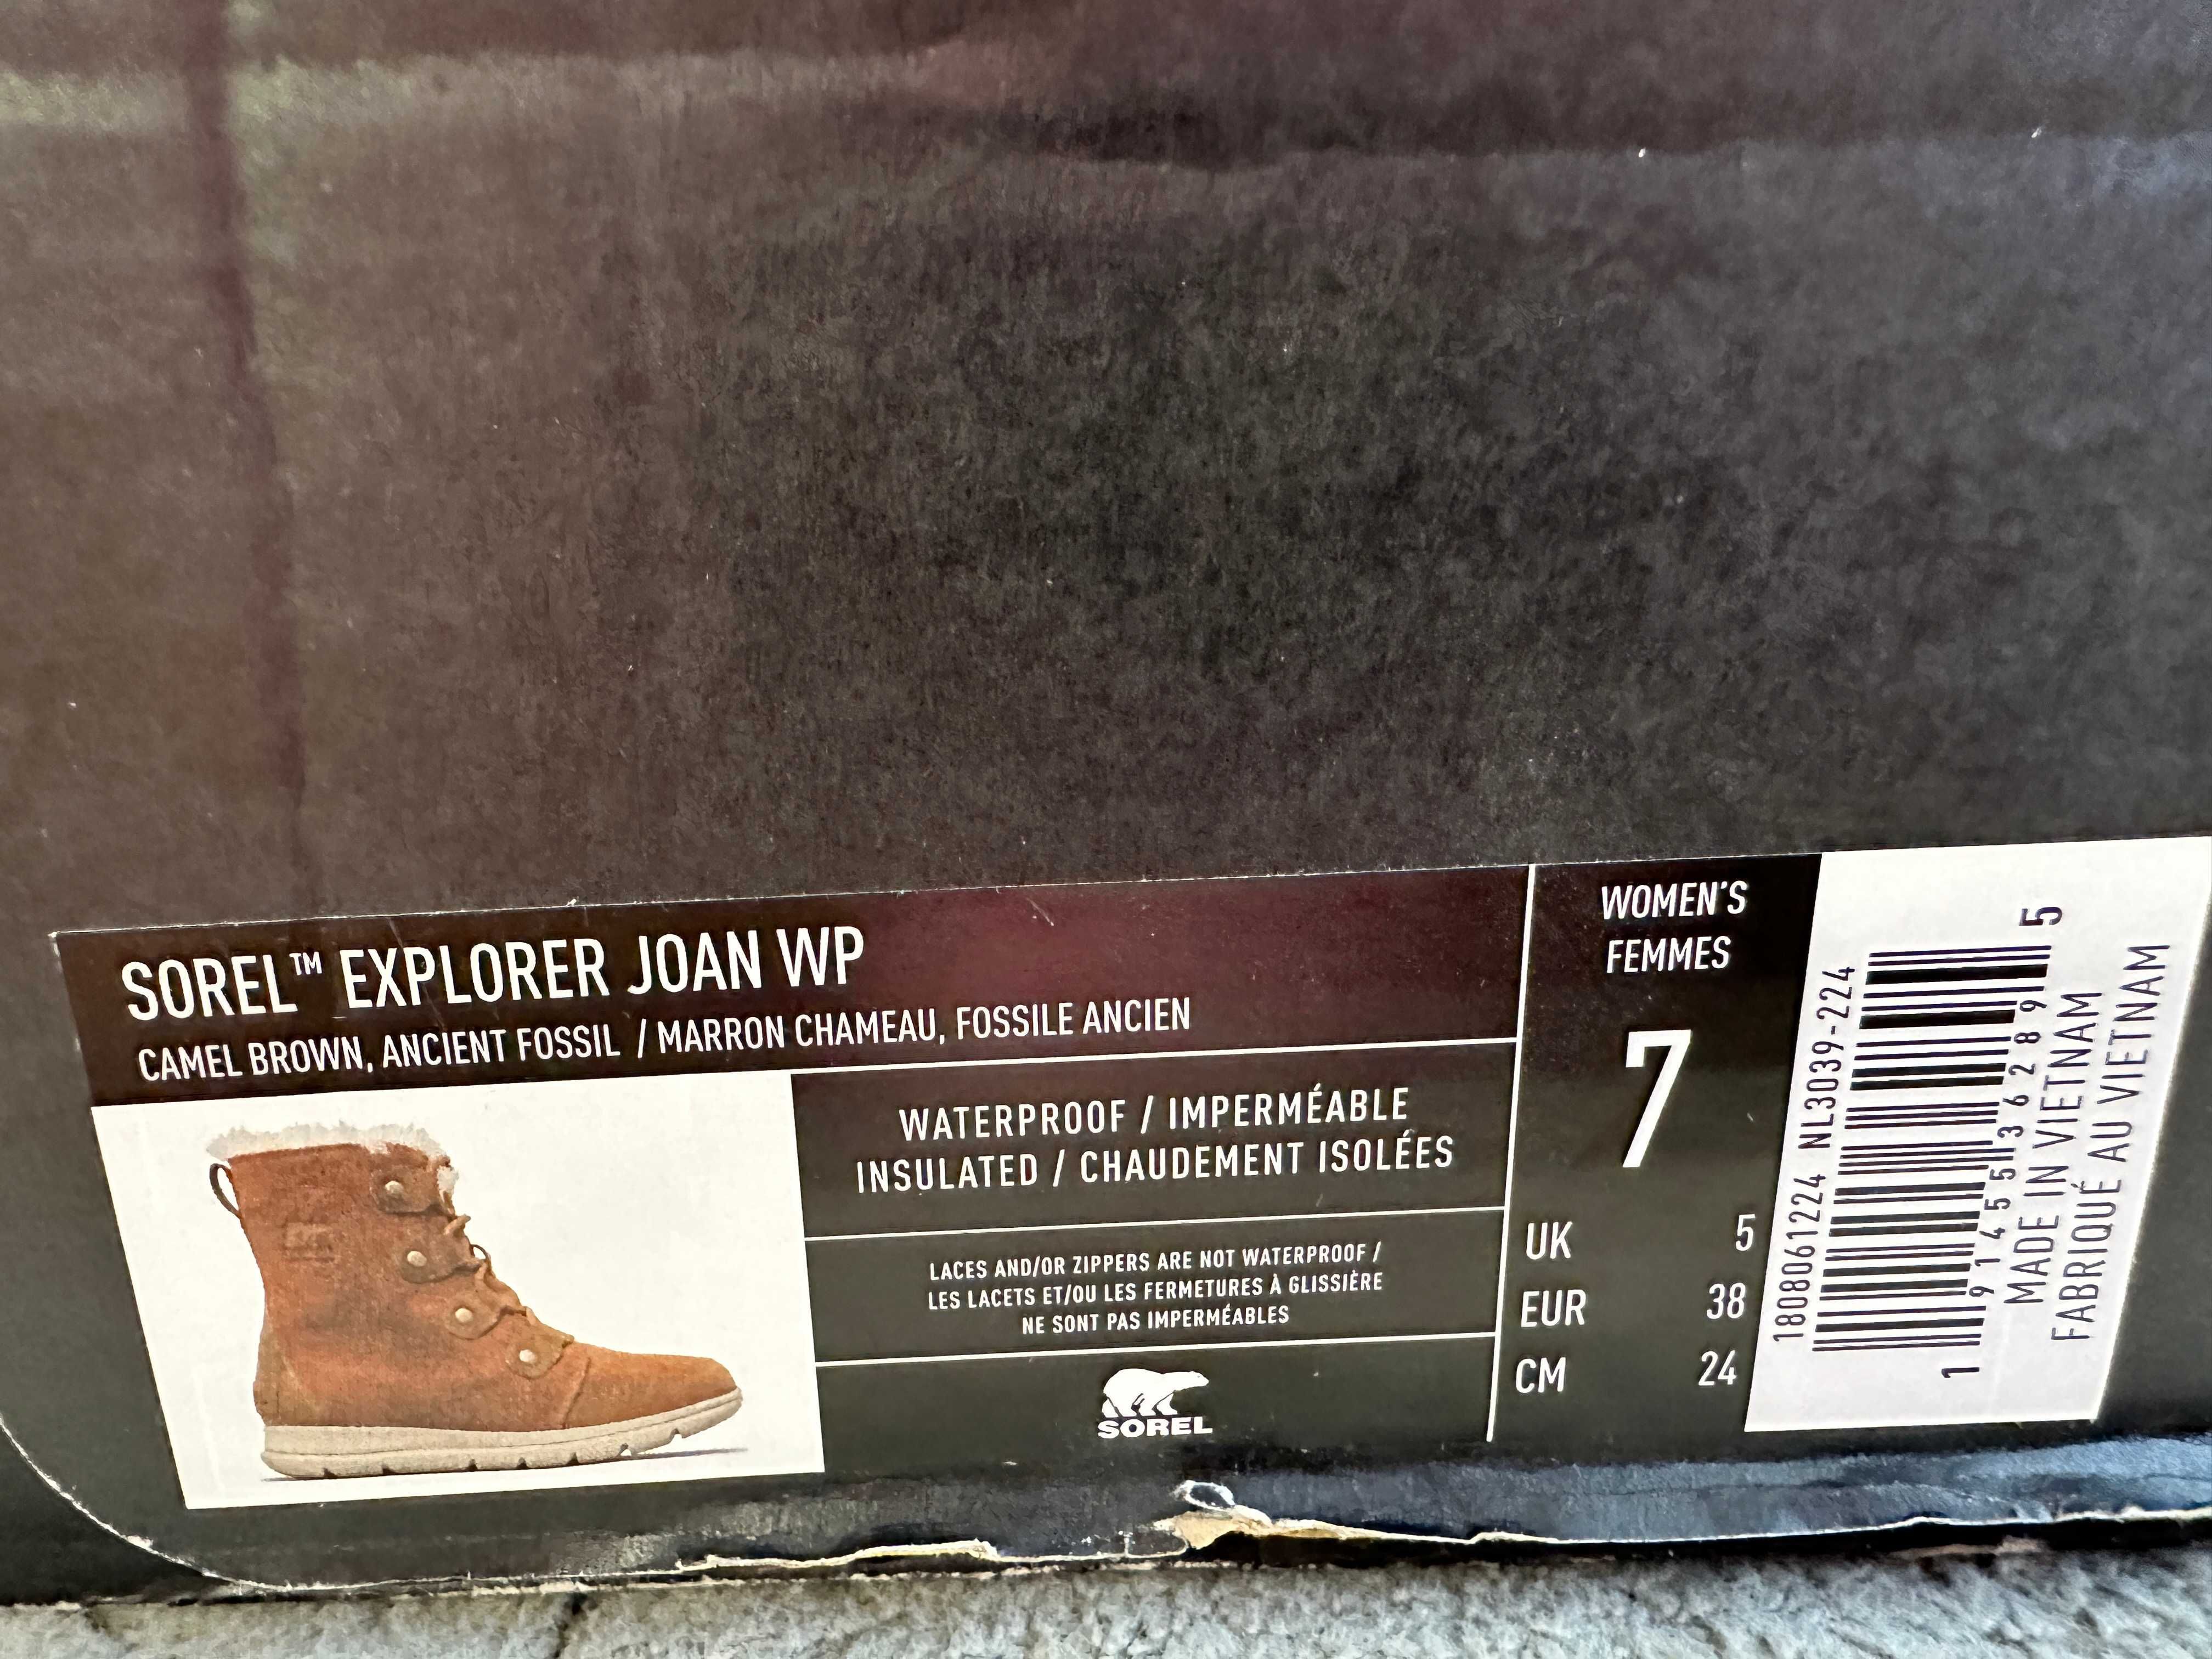 SOREL™ EXPLORER JOAN WP
CAMEL BROWN, ANCIENT FOSSIL / MARRON CHAMEAU, FOSSILE ANCIEN
WATERPROOF / IMPERMÉABLE
INSULATED / CHAUDEMENT ISOLÉES
LACES AND/OR ZIPPERS ARE NOT WATERPROOF /
LES LACETS ET/OU LES FERMETURES À GLISSIÈRE
NE SONT PAS IMPERMÉABLES
SOREL
WOMEN'S
FEMMES
7
UK 5
EUR 38
CM 24
1808061224 NL3039-224
1 91455 36289 5
MADE IN VIETNAM
FABRIQUÉ AU VIETNAM